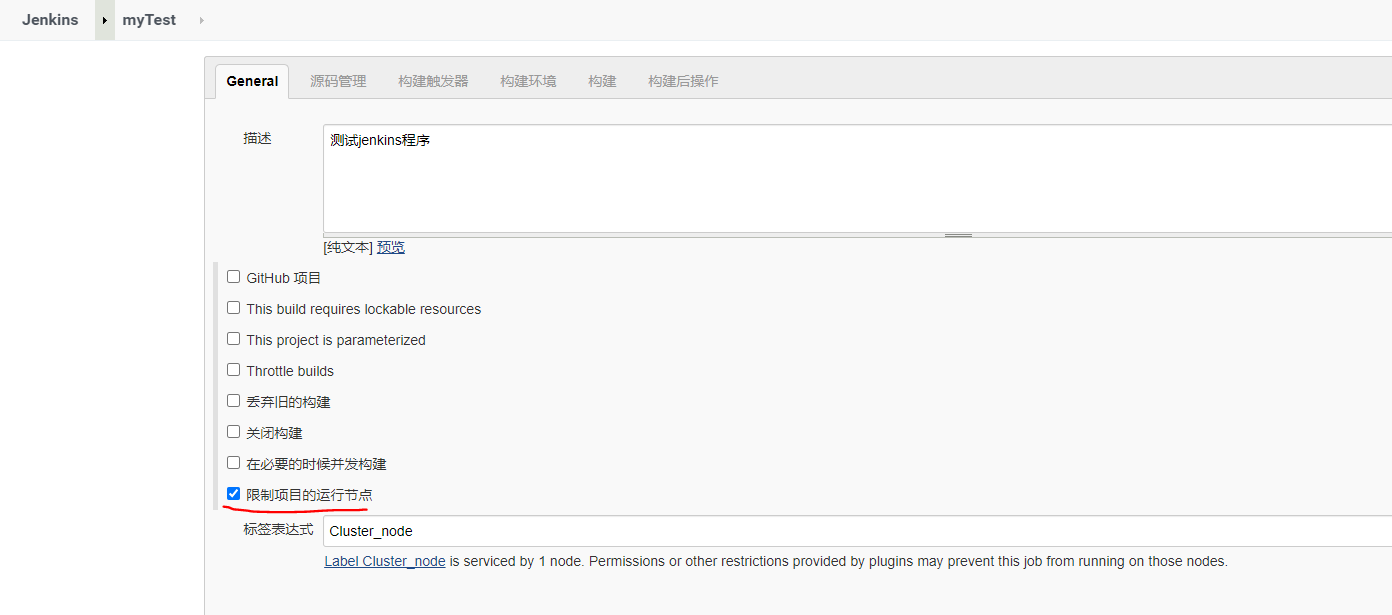 Jenkins myTest
General 源码管理 构建触发器 构建环境 构建 构建后操作
描述
测试jenkins程序
[纯文本] 预览
GitHub 项目
This build requires lockable resources
This project is parameterized
Throttle builds
丢弃旧的构建
关闭构建
在必要的时候并发构建
限制项目的运行节点
标签表达式 Cluster_node
Label Cluster_node is serviced by 1 node. Permissions or other restrictions provided by plugins may prevent this job from running on those nodes.